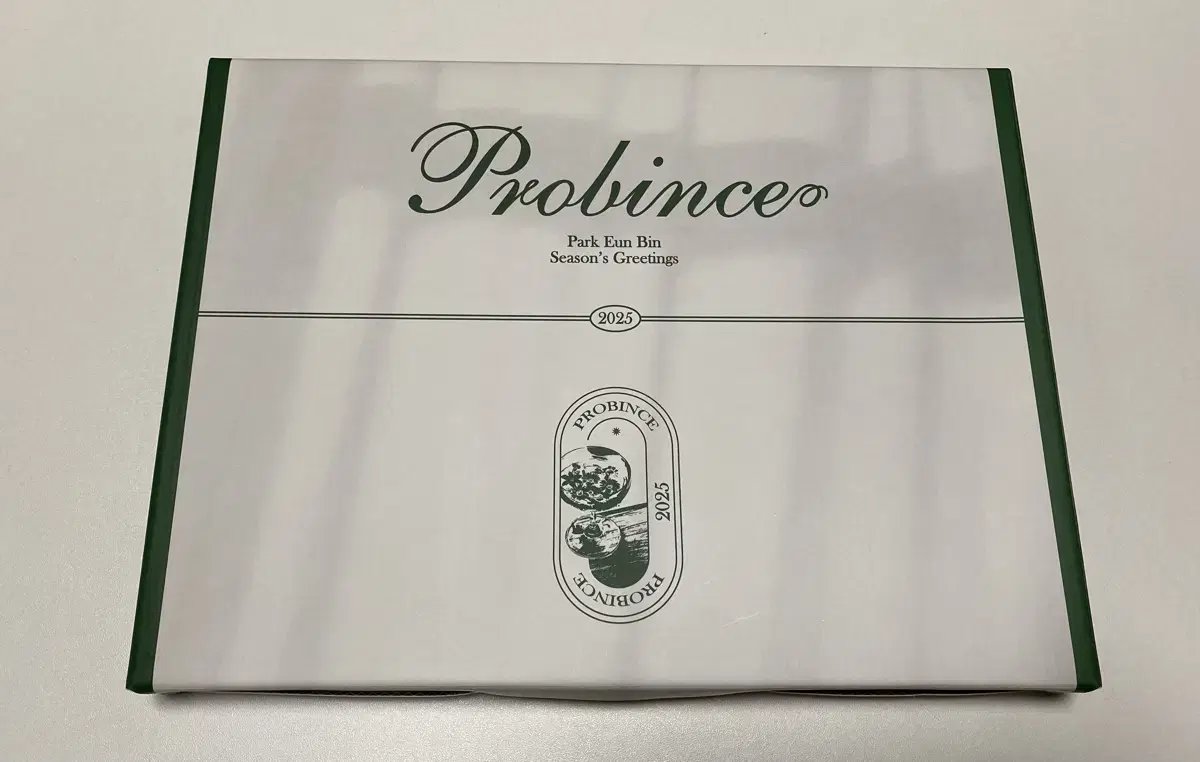 Probince
Park Eun Bin
Season's Greetings
2025
PROBINCE
2025
PROBINCE